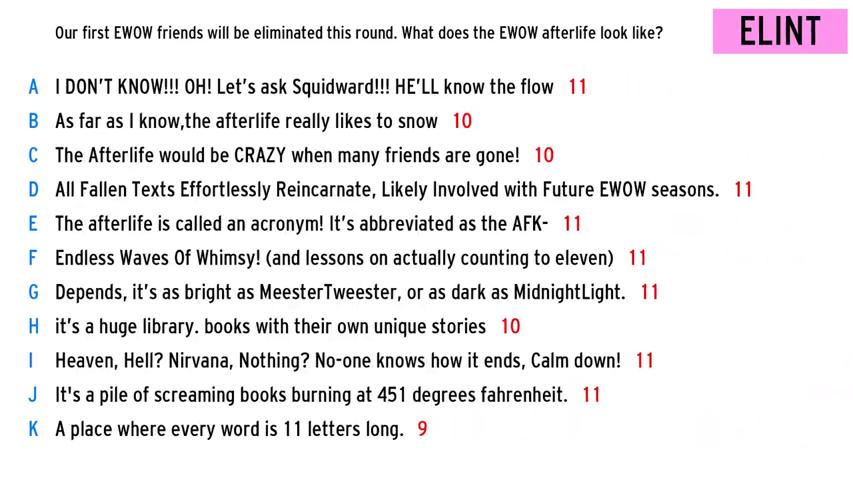 Our first EWOW friends will be eliminated this round. What does the EWOW afterlife look like?
ELINT
A I DON'T KNOW!!! OH! Let's ask Squidward!!! HE'LL know the flow 11
B As far as I know,the afterlife really likes to snow 10
C The Afterlife would be CRAZY when many friends are gone! 10
D All Fallen Texts Effortlessly Reincarnate, Likely Involved with Future EWOW seasons. 11
E The afterlife is called an acronym! It's abbreviated as the AFK- 11
F Endless Waves Of Whimsy! (and lessons on actually counting to eleven) 11
G Depends, it's as bright as MeesterTweester, or as dark as MidnightLight. 11
H it's a huge library. books with their own unique stories 10
I Heaven, Hell? Nirvana, Nothing? No-one knows how it ends, Calm down! 11
J It's a pile of screaming books burning at 451 degrees fahrenheit. 11
K A place where every word is 11 letters long. 9